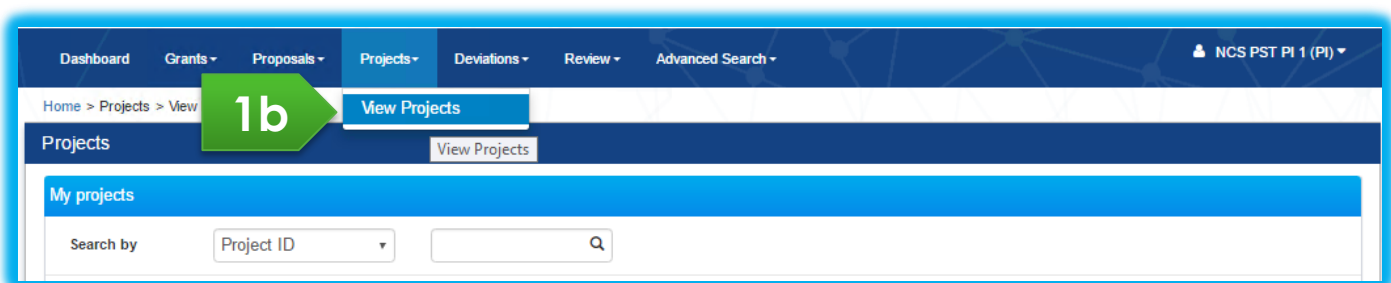 Dashboard Grants Proposals Projects Deviations Review Advanced Search NCS PST PI 1 (PI)
Home > Projects > View
1b
View Projects
Projects
View Projects
My projects
Search by Project ID